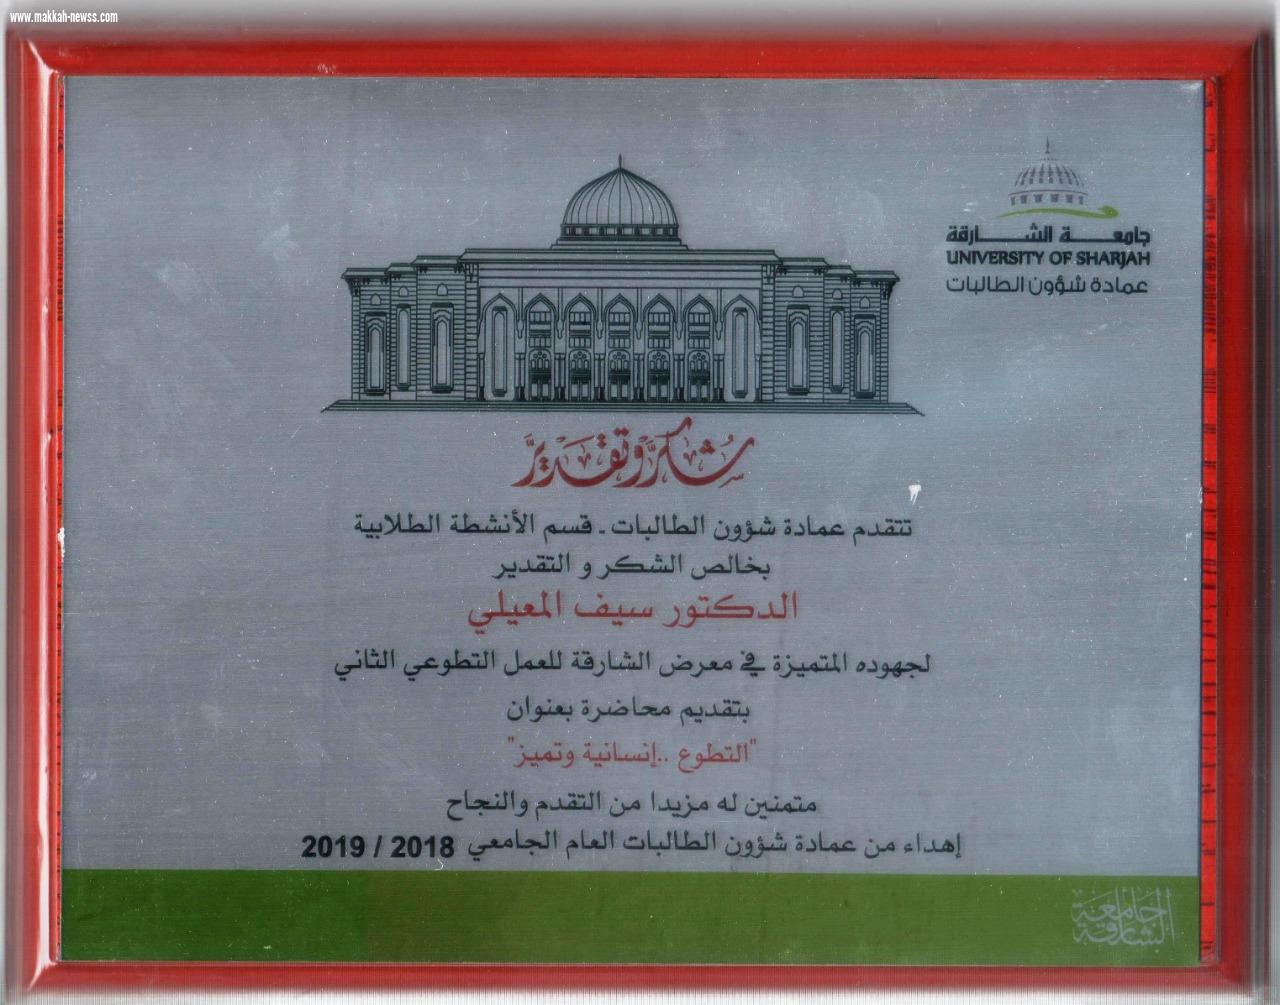 www.makkah-newss.com
جامعة الشارقة
UNIVERSITY OF SHARJAH
عمادة شؤون الطالبات
شكر وتقدير
تتقدم عمادة شؤون الطالبات - قسم الأنشطة الطلابية
بخالص الشكر و التقدير
الدكتور سيف المعيلي
لجهوده المتميزة في معرض الشارقة للعمل التطوعي الثاني
بتقديم محاضرة بعنوان
"التطوع ..إنسانية وتميز"
متمنين له مزيدا من التقدم والنجاح
إهداء من عمادة شؤون الطالبات العام الجامعي 2018 / 2019
الجامعة
الشارقة